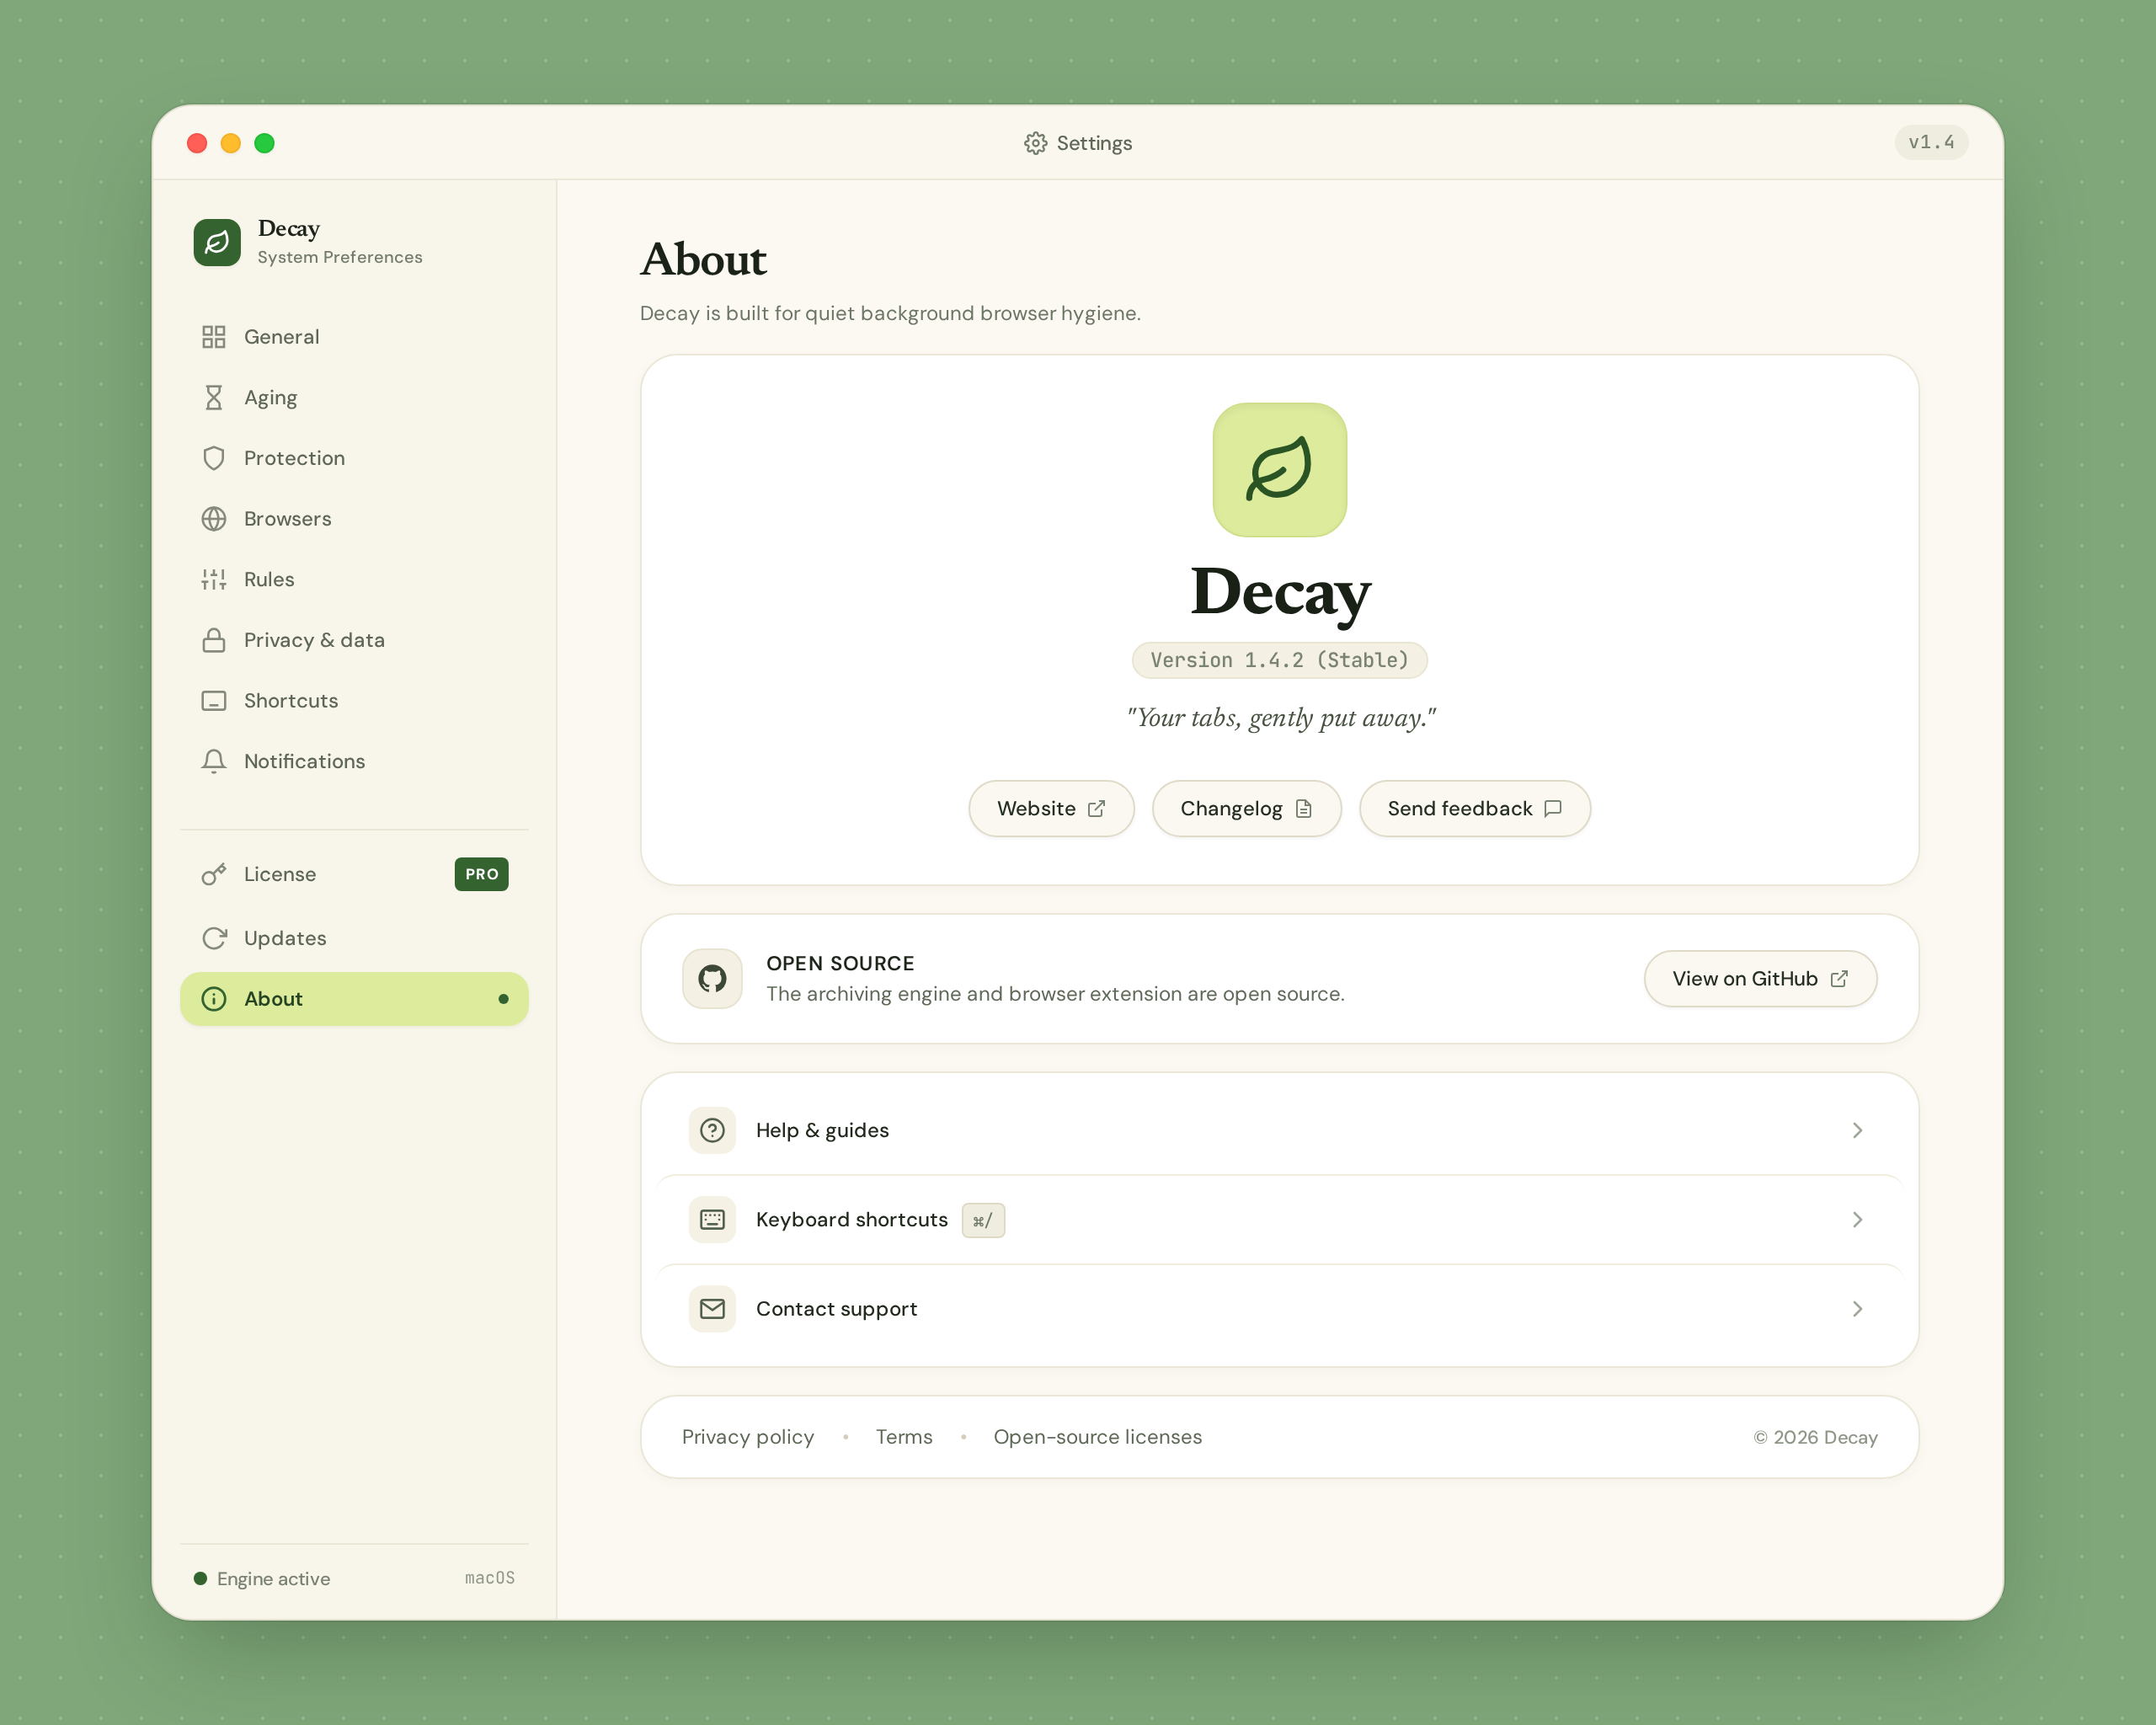 Settings
v1.4
Decay
System Preferences
General
Aging
Protection
Browsers
Rules
Privacy & data
Shortcuts
Notifications
License PRO
Updates
About
Engine active macOS
About
Decay is built for quiet background browser hygiene.
Decay
Version 1.4.2 (Stable)
"Your tabs, gently put away."
Website Changelog Send feedback
OPEN SOURCE
The archiving engine and browser extension are open source.
View on GitHub
Help & guides
Keyboard shortcuts ⌘/
Contact support
Privacy policy • Terms • Open-source licenses © 2026 Decay